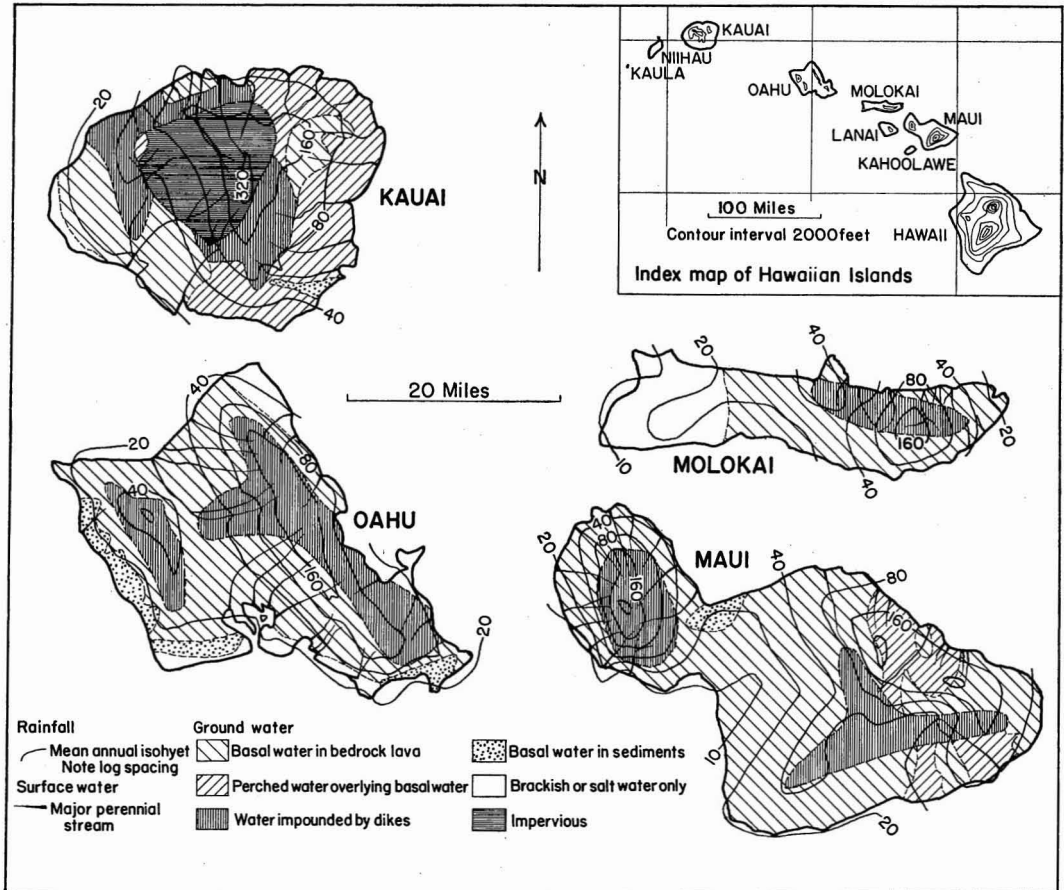 KAUAI
NIIHAU
KAULA
OAHU
MOLOKAI
LANAI
MAUI
KAHOOLAWE
100 Miles
Contour interval 2000 feet
HAWAII
Index map of Hawaiian Islands
20
160
320
80
40
KAUAI
N
20 Miles
40
20
80
40
160
20
OAHU
40
20
40
80
40
160
20
10
40
MOLOKAI
40
20
80
160
MAUI
40
80
160
10
20
Rainfall
Mean annual isohyet
Note log spacing
Surface water
Major perennial
stream
Ground water
Basal water in bedrock lava
Perched water overlying basal water
Water impounded by dikes
Basal water in sediments
Brackish or salt water only
Impervious